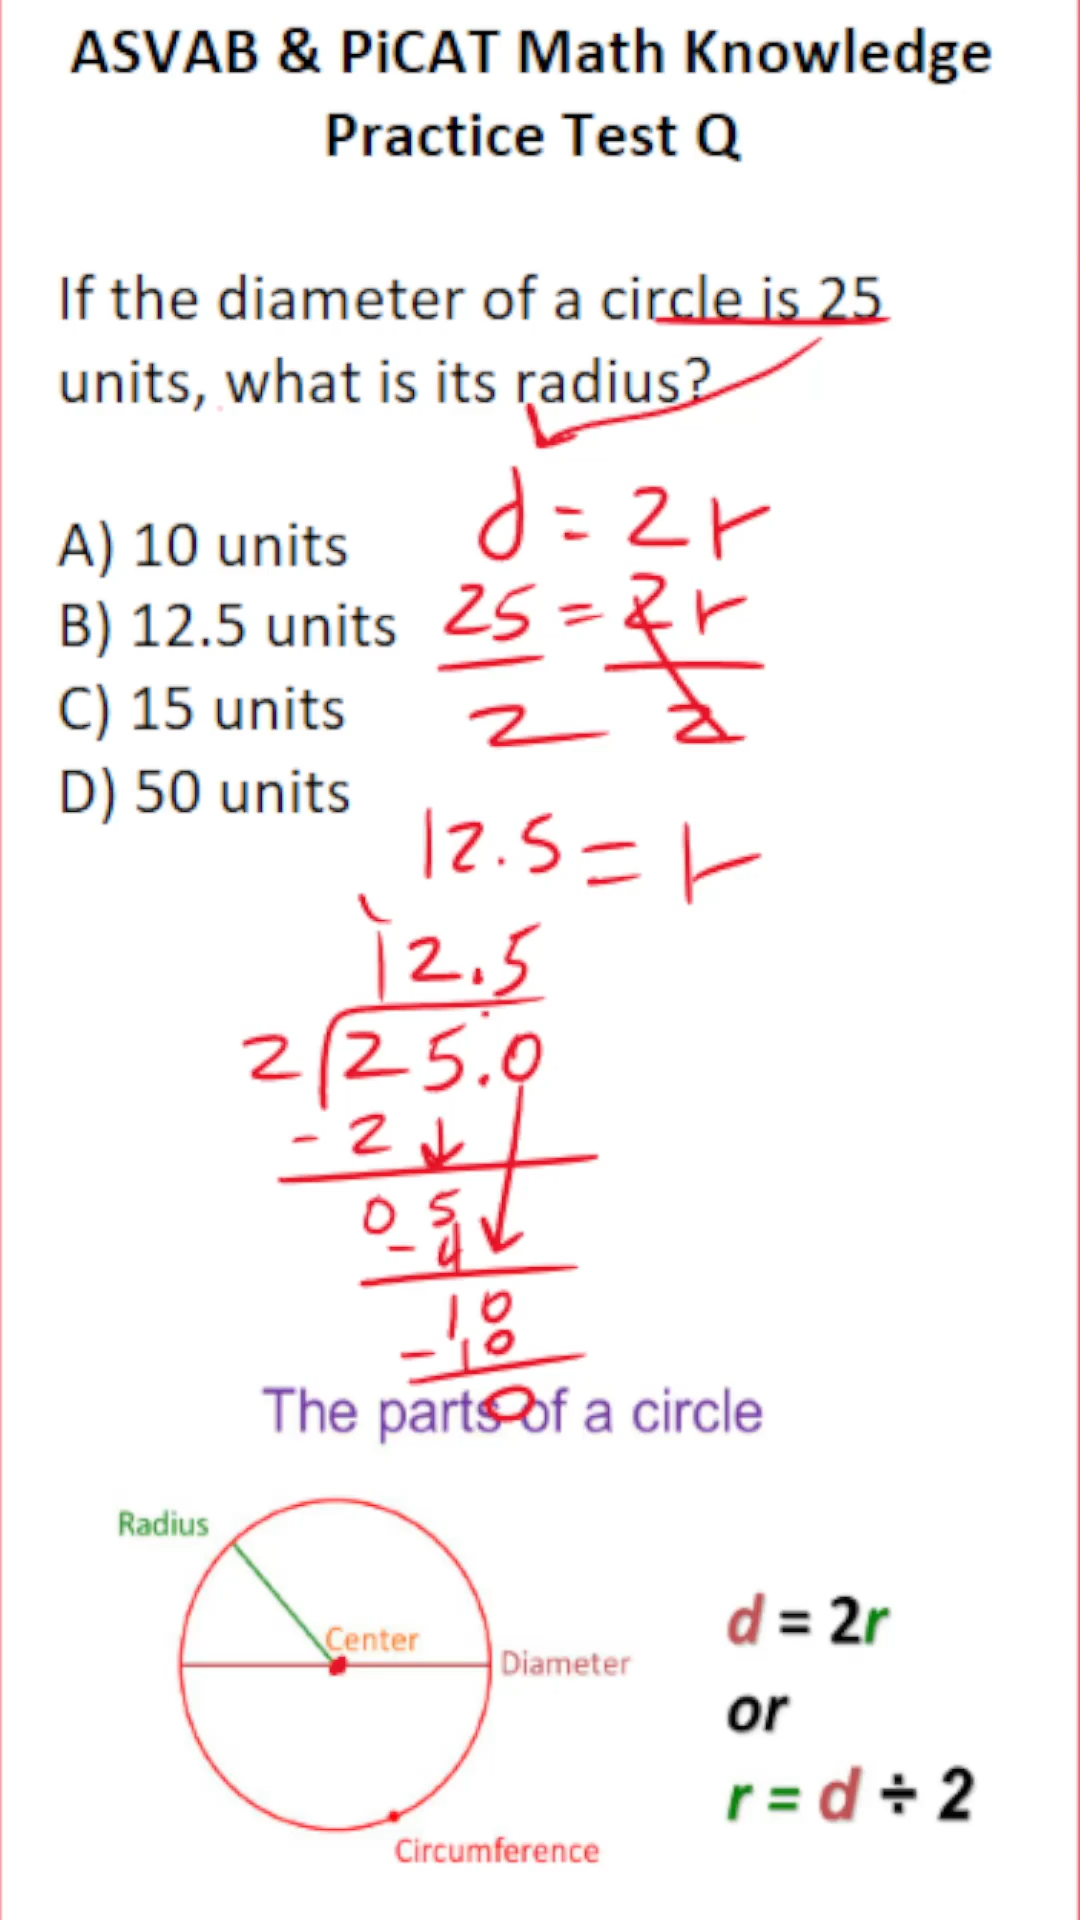 ASVAB & PiCAT Math Knowledge
Practice Test Q
If the diameter of a circle is 25
units, what is its radius?
A) 10 units
B) 12.5 units
C) 15 units
D) 50 units
d = 2r
25 = 2r
2 2
12.5 = r
12.5
2 25.0
- 2
0 5
- 4
10
- 10
0
The parts of a circle
Radius
Center
Diameter
Circumference
d = 2r
or
r = d ÷ 2